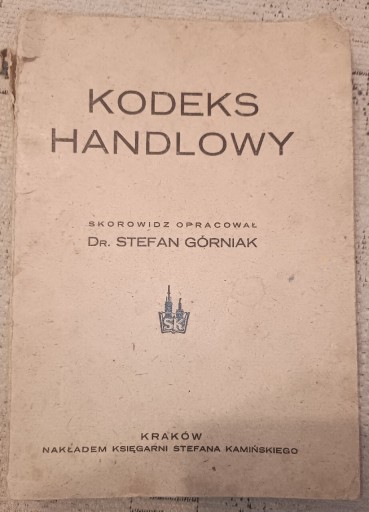 KODEKS
HANDLOWY
SKOROWIDZ OPRACOWAŁ
DR. STEFAN GÓRNIAK
SK
KRAKÓW
NAKŁADEM KSIĘGARNI STEFANA KAMIŃSKIEGO